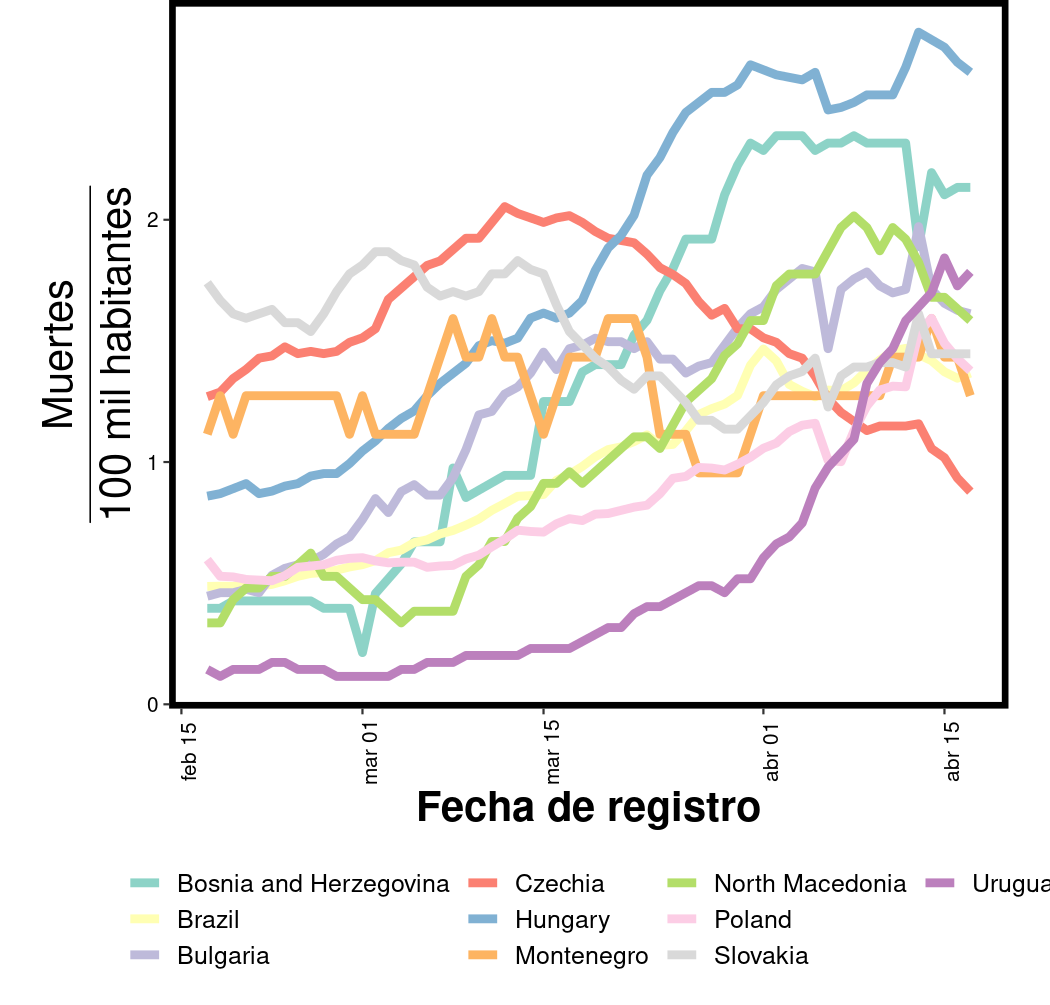 Muertes
100 mil habitantes
2
1
0
feb 15
mar 01
mar 15
abr 01
abr 15
Fecha de registro
Bosnia and Herzegovina
Czechia
North Macedonia
Urugua
Brazil
Hungary
Poland
Bulgaria
Montenegro
Slovakia